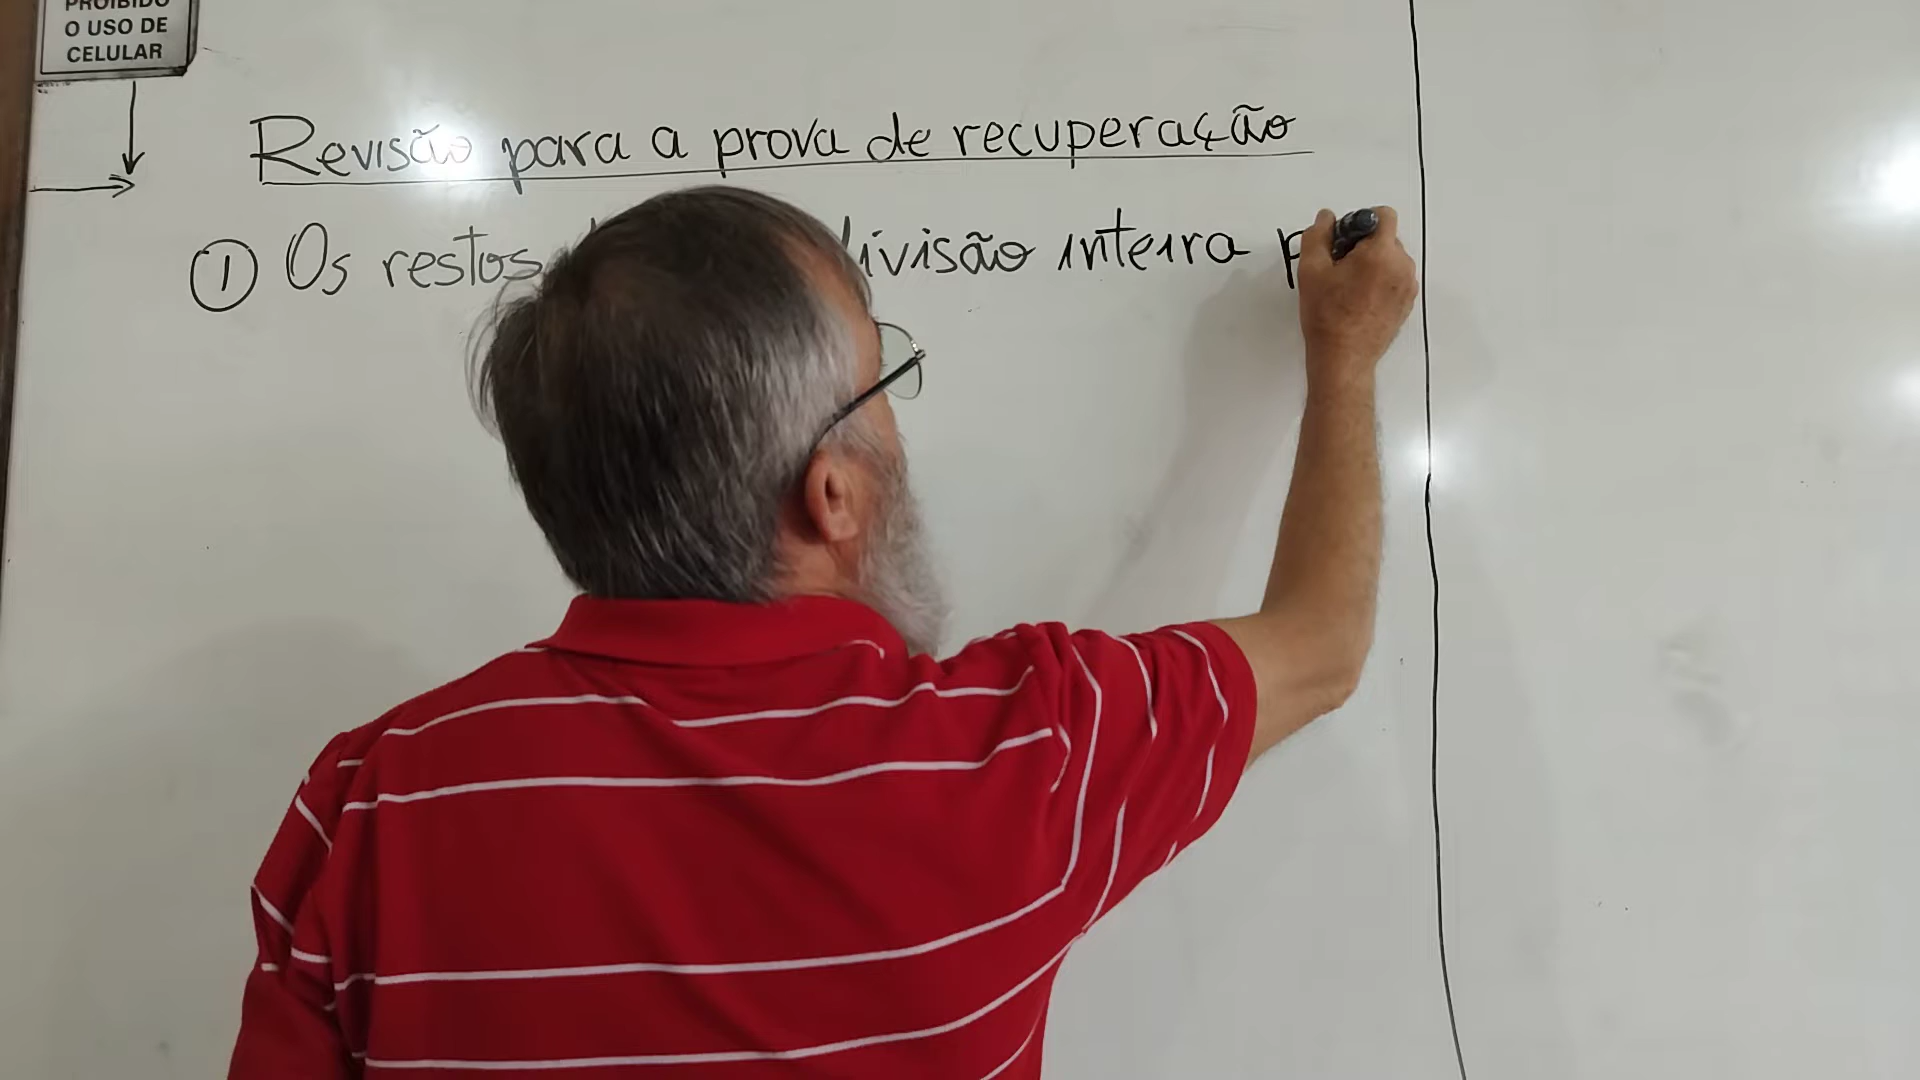 PROIBIDO
O USO DE
CELULAR
Revisão para a prova de recuperação
① Os restos divisão inteira p